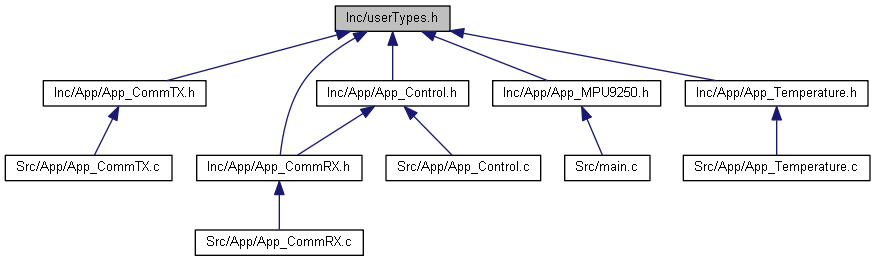 Inc/userTypes.h
Inc/App/App_CommTX.h
Inc/App/App_Control.h
Inc/App/App_MPU9250.h
Inc/App/App_Temperature.h
Src/App/App_CommTX.c
Inc/App/App_CommRX.h
Src/App/App_Control.c
Src/main.c
Src/App/App_Temperature.c
Src/App/App_CommRX.c